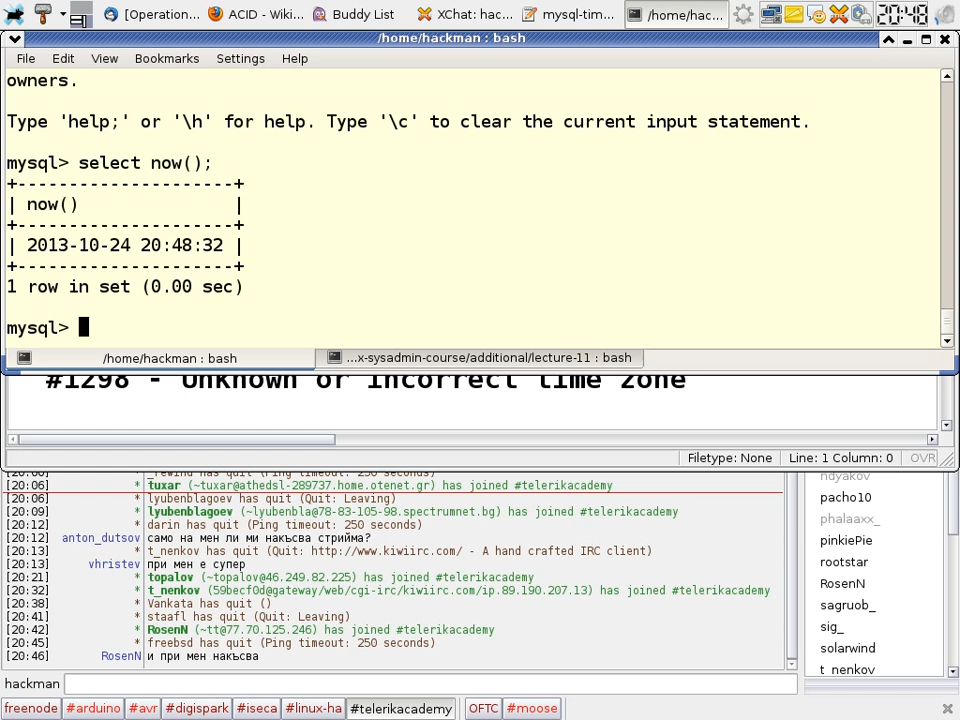 [Operation...
ACID - Wiki...
Buddy List
XChat: hac...
mysql-tim...
/home/hac...
20:48
/home/hackman : bash
File Edit View Bookmarks Settings Help
owners.
Type 'help;' or '\h' for help. Type '\c' to clear the current input statement.
mysql> select now();
+---------------------+
| now()               |
+---------------------+
| 2013-10-24 20:48:32 |
+---------------------+
1 row in set (0.00 sec)
mysql>
/home/hackman : bash
...x-sysadmin-course/additional/lecture-11 : bash
#1298 - Unknown or incorrect time zone
Filetype: None Line: 1 Column: 0 OVR
[20:06] * _rewind has quit (Ping timeout: 250 seconds)
[20:06] * tuxar (~tuxar@athedsl-289737.home.otenet.gr) has joined #telerikacademy
[20:06] * lyubenblagoev has quit (Quit: Leaving)
[20:09] * lyubenblagoev (~lyubenbla@78-83-105-98.spectrumnet.bg) has joined #telerikacademy
[20:12] * darin has quit (Ping timeout: 250 seconds)
[20:12] anton_dutsov само на мен ли ми накъсва стрийма?
[20:13] * t_nenkov has quit (Quit: http://www.kiwiirc.com/ - A hand crafted IRC client)
[20:13] vhristev при мен е супер
[20:21] * topalov (~topalov@46.249.82.225) has joined #telerikacademy
[20:32] * t_nenkov (59becf0d@gateway/web/cgi-irc/kiwiirc.com/ip.89.190.207.13) has joined #telerikacademy
[20:38] * Vankata has quit ()
[20:41] * staafl has quit (Quit: Leaving)
[20:42] * RosenN (~tt@77.70.125.246) has joined #telerikacademy
[20:45] * freebsd has quit (Ping timeout: 250 seconds)
[20:46] RosenN и при мен накъсва
ndyakov
pacho10
phalaaxx_
pinkiePie
rootstar
RosenN
sagruob_
sig_
solarwind
t_nenkov
hackman
freenode #arduino #avr #digispark #iseca #linux-ha #telerikacademy OFTC #moose